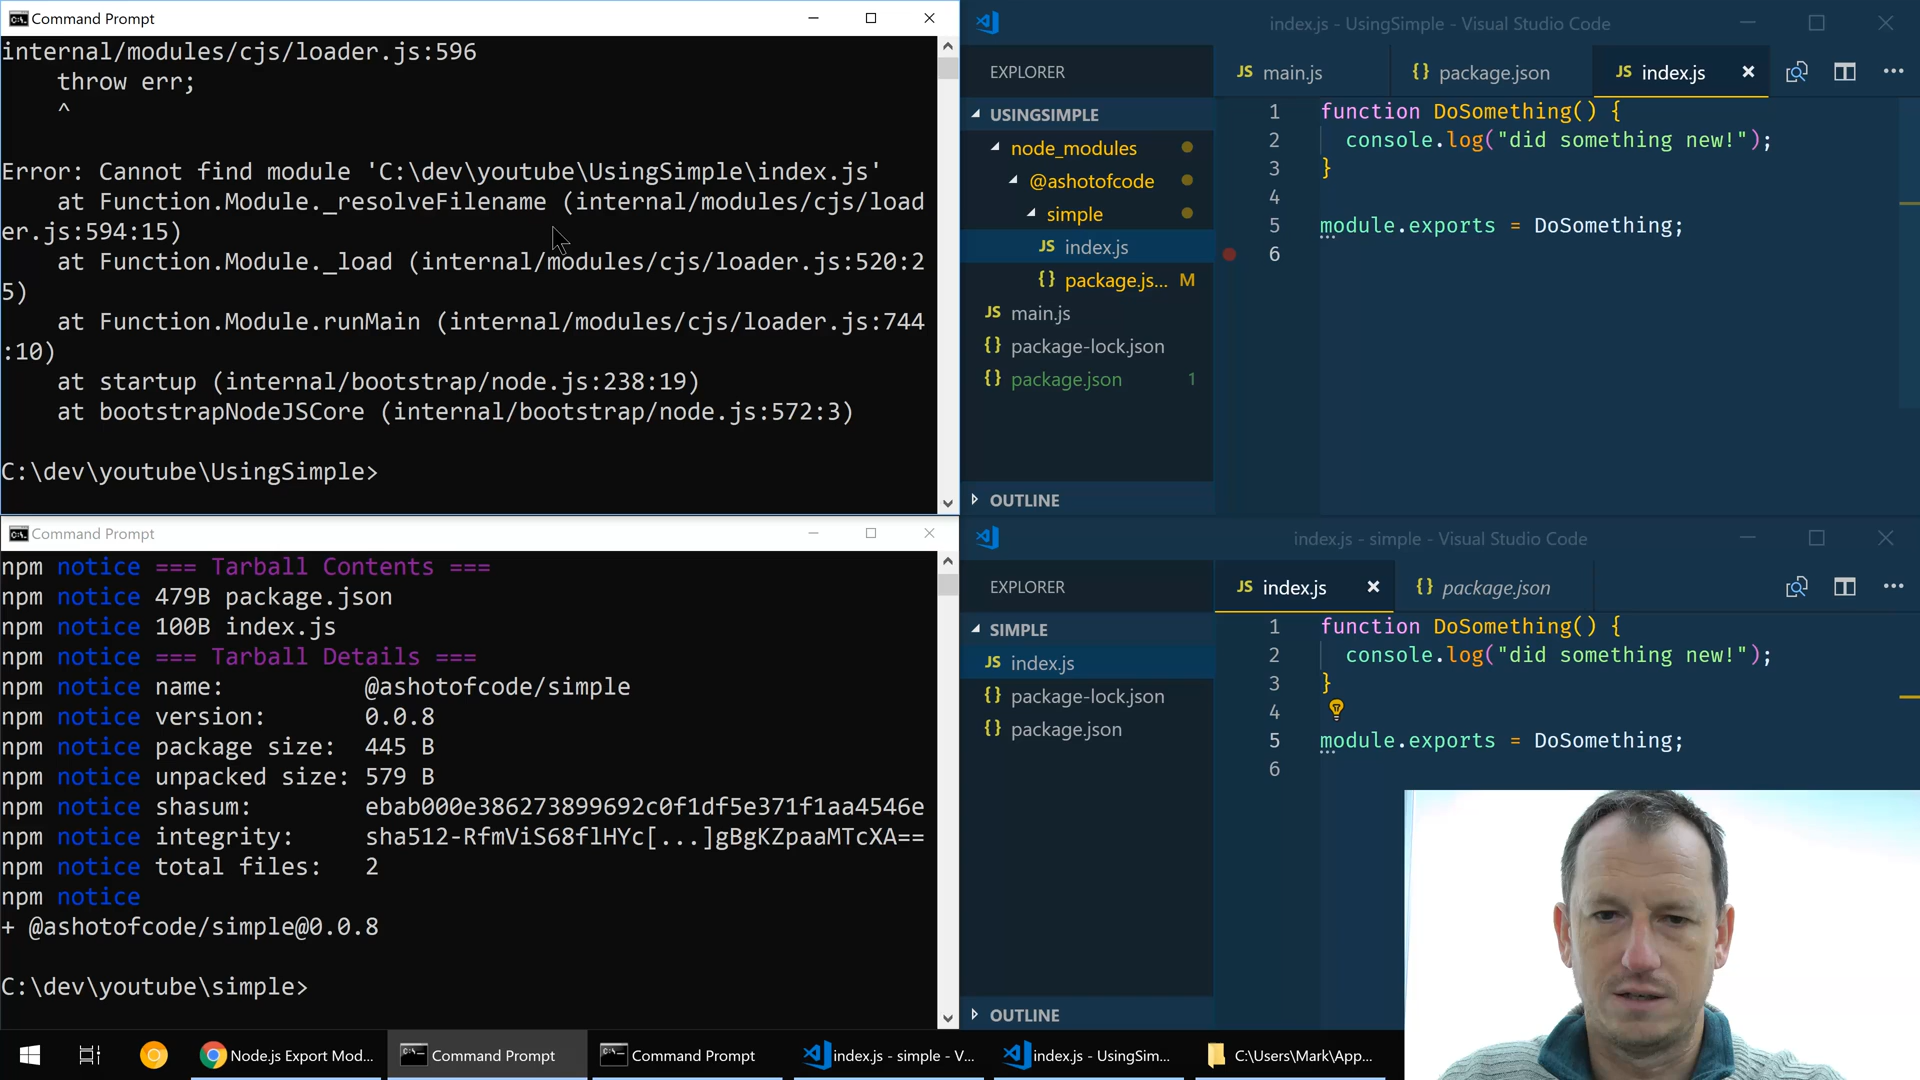 Command Prompt
internal/modules/cjs/loader.js:596
throw err;
^
Error: Cannot find module 'C:\dev\youtube\UsingSimple\index.js'
at Function.Module._resolveFilename (internal/modules/cjs/load
er.js:594:15)
at Function.Module._load (internal/modules/cjs/loader.js:520:2
5)
at Function.Module.runMain (internal/modules/cjs/loader.js:744
:10)
at startup (internal/bootstrap/node.js:238:19)
at bootstrapNodeJSCore (internal/bootstrap/node.js:572:3)
C:\dev\youtube\UsingSimple>
index.js - UsingSimple - Visual Studio Code
EXPLORER
USINGSIMPLE
node_modules
@ashotofcode
simple
JS index.js
{} package.js... M
JS main.js
{} package-lock.json
{} package.json 1
OUTLINE
JS main.js
{} package.json
JS index.js
1 function DoSomething() {
2 console.log("did something new!");
3 }
4
5 module.exports = DoSomething;
6
Command Prompt
npm notice === Tarball Contents ===
npm notice 479B package.json
npm notice 100B index.js
npm notice === Tarball Details ===
npm notice name: @ashotofcode/simple
npm notice version: 0.0.8
npm notice package size: 445 B
npm notice unpacked size: 579 B
npm notice shasum: ebab000e386273899692c0f1df5e371f1aa4546e
npm notice integrity: sha512-RfmViS68flHYc[...]gBgKZpaaMTcXA==
npm notice total files: 2
npm notice
+ @ashotofcode/simple@0.0.8
C:\dev\youtube\simple>
index.js - simple - Visual Studio Code
EXPLORER
SIMPLE
JS index.js
{} package-lock.json
{} package.json
OUTLINE
JS index.js
{} package.json
1 function DoSomething() {
2 console.log("did something new!");
3 }
4
5 module.exports = DoSomething;
6
Node.js Export Mod...
Command Prompt
Command Prompt
index.js - simple - V...
index.js - UsingSim...
C:\Users\Mark\App...